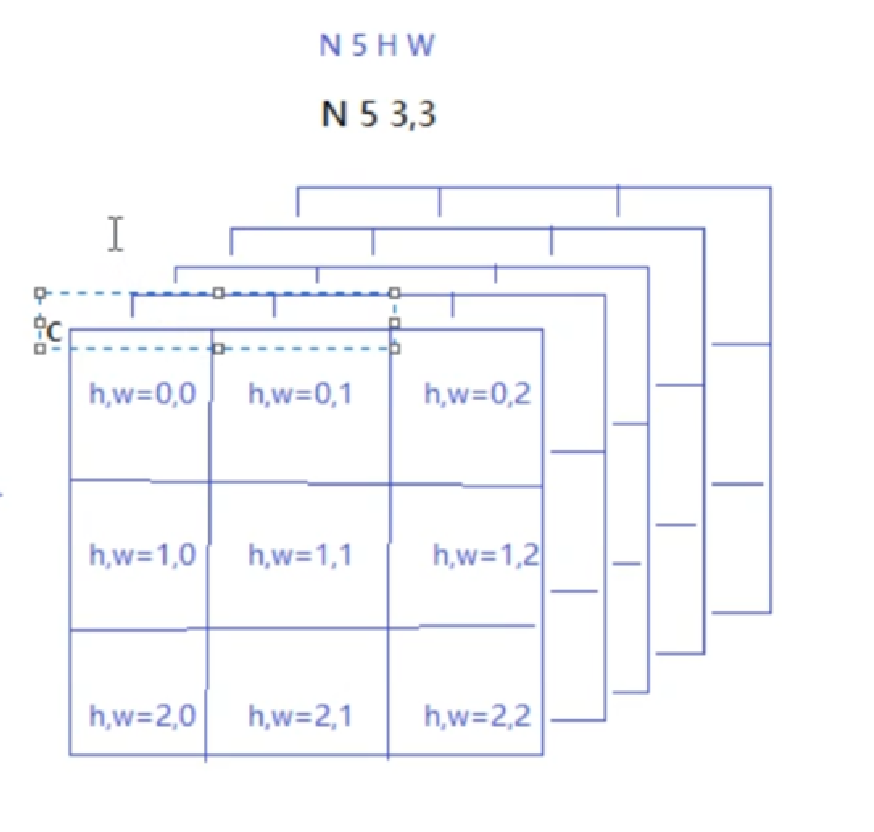 N 5 H W
N 5 3,3
C
h,w=0,0 h,w=0,1 h,w=0,2
h,w=1,0 h,w=1,1 h,w=1,2
h,w=2,0 h,w=2,1 h,w=2,2